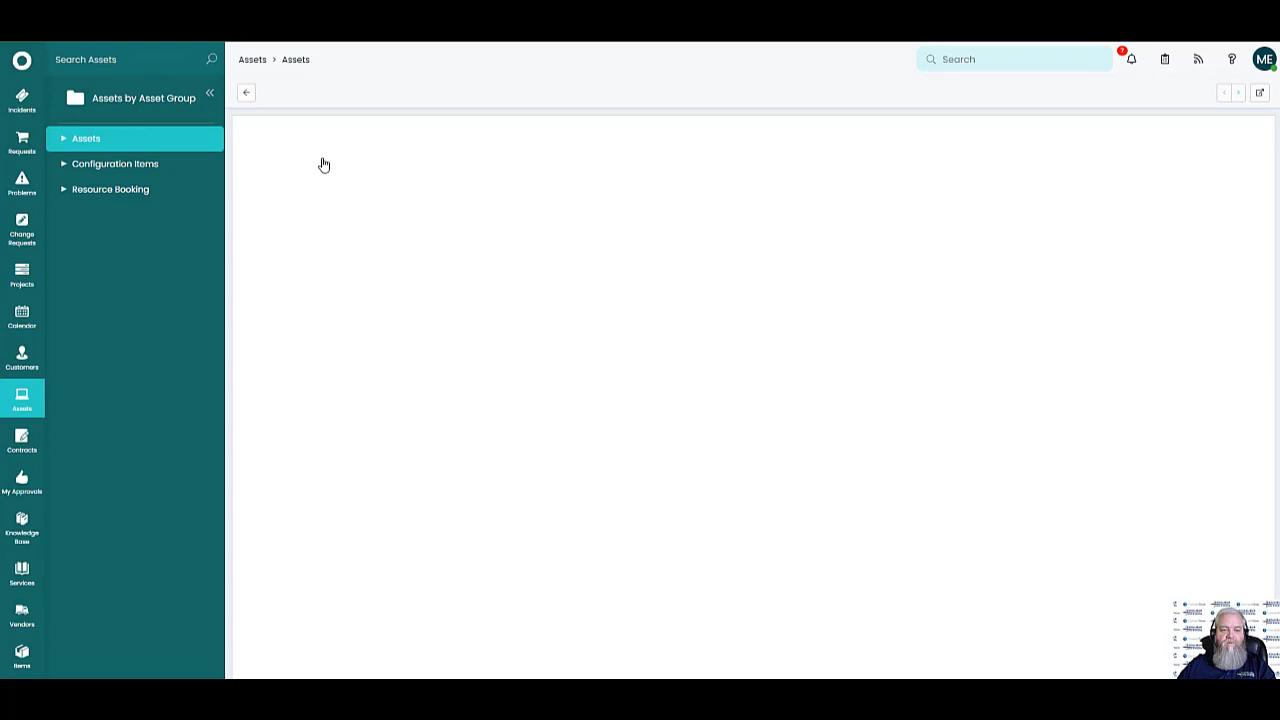 Search Assets
Assets > Assets
Search
?
ME
Assets by Asset Group
Assets
Configuration Items
Resource Booking
Incidents
Requests
Problems
Change
Requests
Projects
Calendar
Customers
Assets
Contracts
My Approvals
Knowledge
Base
Services
Vendors
Items